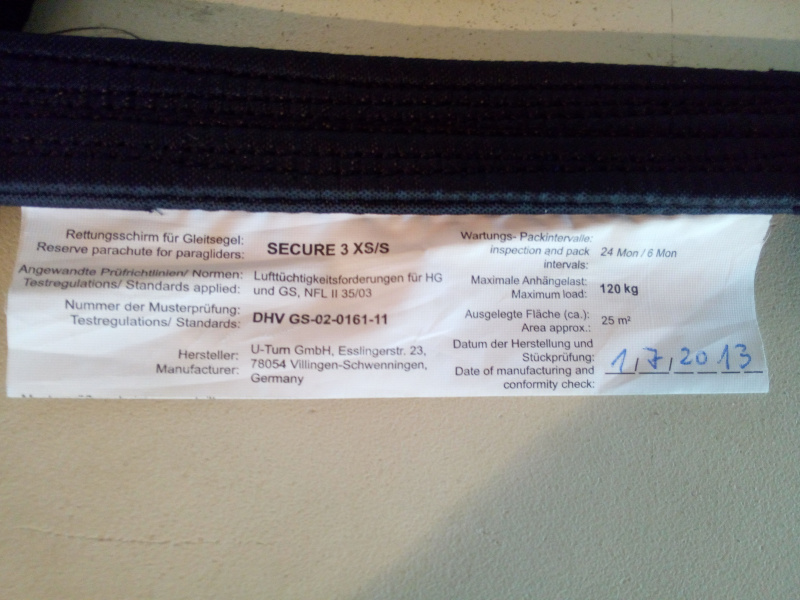 Rettungsschirm für Gleitsegel:
Reserve parachute for paragliders:
SECURE 3 XS/S
Angewandte Prüfrichtlinien/ Normen:
Testregulations/ Standards applied:
Lufttüchtigkeitsforderungen für HG
und GS, NFL II 35/03
Nummer der Musterprüfung:
Testregulations/ Standards:
DHV GS-02-0161-11
Hersteller:
Manufacturer:
U-Turn GmbH, Esslingerstr. 23,
78054 Villingen-Schwenningen,
Germany
Wartungs- Packintervalle:
inspection and pack
intervals:
24 Mon / 6 Mon
Maximale Anhängelast:
Maximum load:
120 kg
Ausgelegte Fläche (ca.):
Area approx.:
25 m²
Datum der Herstellung und
Stückprüfung:
Date of manufacturing and
conformity check:
1,7,2013